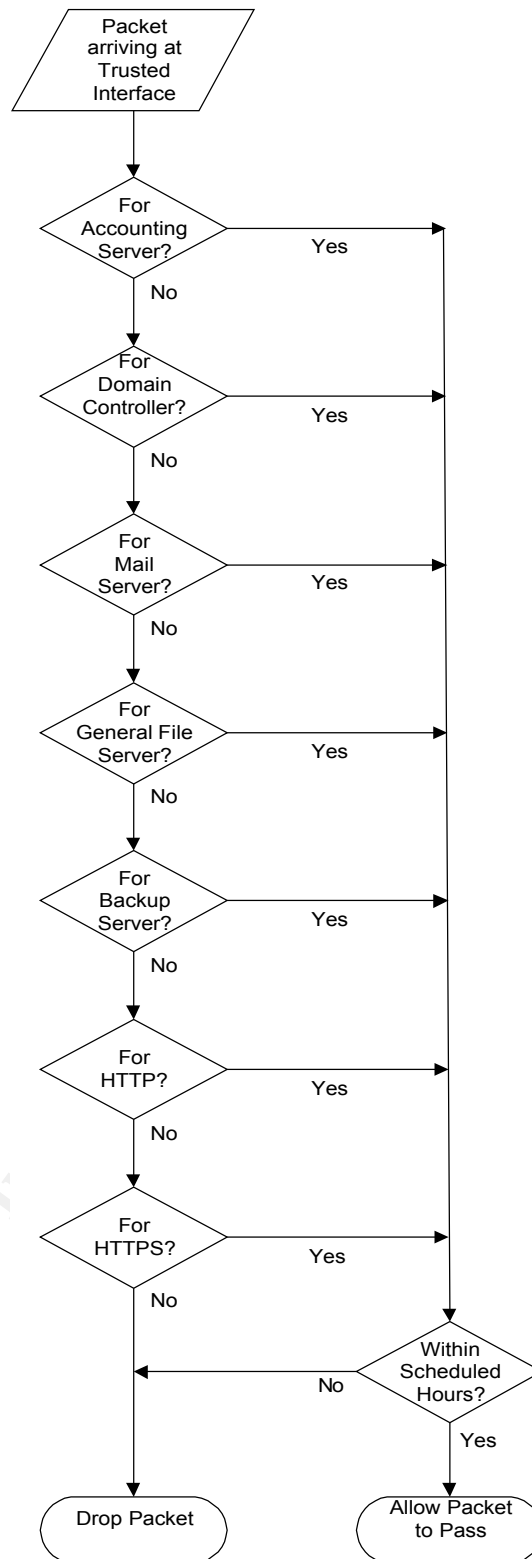 Packet
arriving at
Trusted
Interface
For
Accounting
Server?
Yes
No
For
Domain
Controller?
Yes
No
For
Mail
Server?
Yes
No
For
General File
Server?
Yes
No
For
Backup
Server?
Yes
No
For
HTTP?
Yes
No
For
HTTPS?
Yes
No
Within
Scheduled
Hours?
No
Yes
Drop Packet
Allow Packet
to Pass